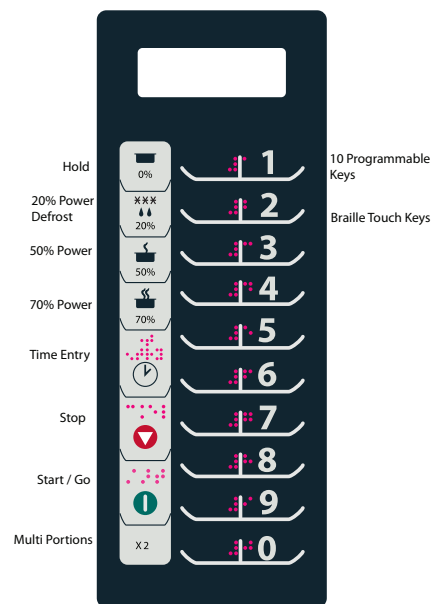 Hold
0%
1
10 Programmable
Keys
20% Power
Defrost
20%
2
Braille Touch Keys
50% Power
50%
3
70% Power
70%
4
5
Time Entry
6
Stop
7
8
Start / Go
9
Multi Portions
X 2
0